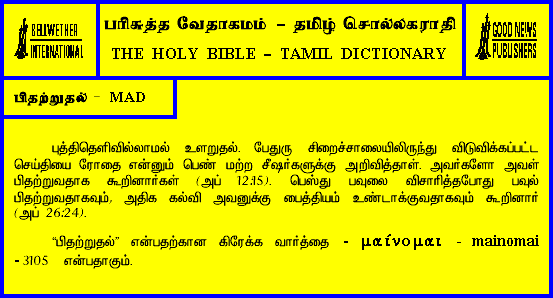 BELLWETHER
INTERNATIONAL
பரிசுத்த வேதாகமம் - தமிழ் சொல்லகராதி
THE HOLY BIBLE - TAMIL DICTIONARY
GOOD NEWS
PUBLISHERS
பிதற்றுதல் - MAD
புத்திதெளிவில்லாமல் உளறுதல். பேதுரு சிறைச்சாலையிலிருந்து விடுவிக்கப்பட்ட
செய்தியை ரோதை என்னும் பெண் மற்ற சீஷர்களுக்கு அறிவித்தாள். அவர்களோ அவள்
பிதற்றுவதாக கூறினார்கள் (அப் 12:15). பெஸ்து பவுலை விசாரித்தபோது பவுல்
பிதற்றுவதாகவும், அதிக கல்வி அவனுக்கு பைத்தியம் உண்டாக்குவதாகவும் கூறினார்
(அப் 26:24).
“பிதற்றுதல்” என்பதற்கான கிரேக்க வார்த்தை - μαίνομαι - mainomai
- 3105 என்பதாகும்.